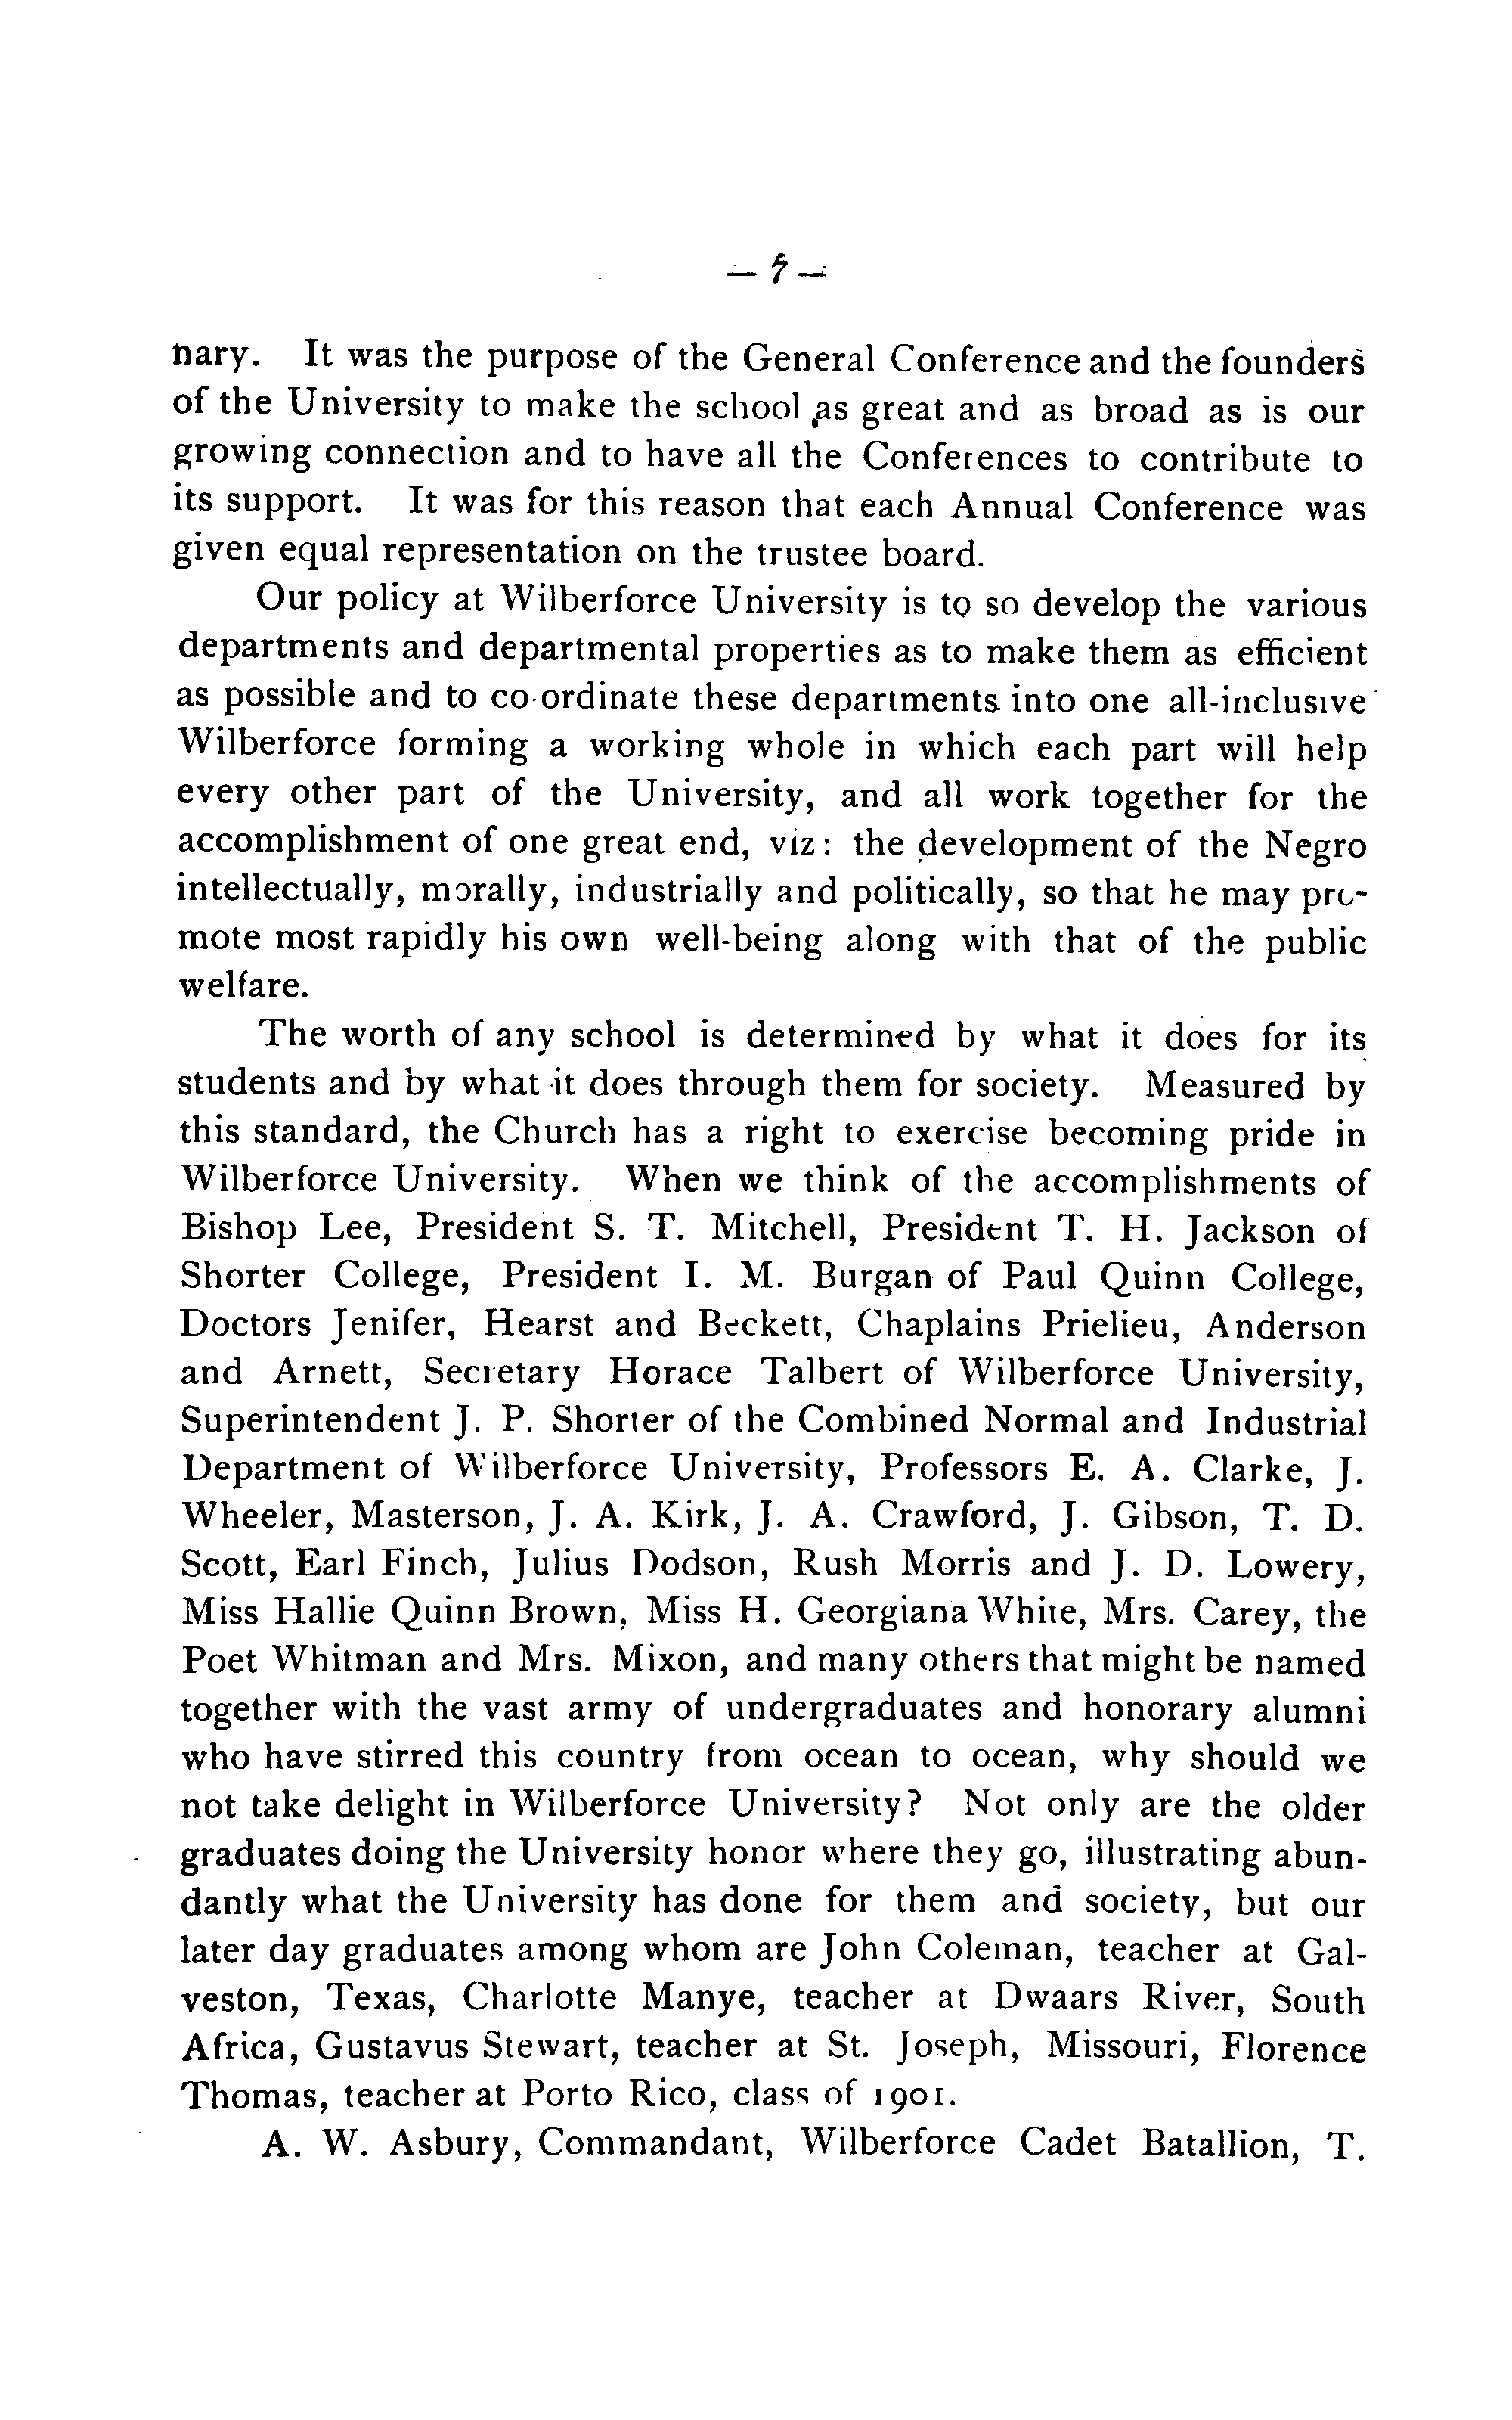 — 7 —
nary. It was the purpose of the General Conference and the founders
of the University to make the school as great and as broad as is our
growing connection and to have all the Conferences to contribute to
its support. It was for this reason that each Annual Conference was
given equal representation on the trustee board.
Our policy at Wilberforce University is to so develop the various
departments and departmental properties as to make them as efficient
as possible and to co-ordinate these departments into one all-inclusive
Wilberforce forming a working whole in which each part will help
every other part of the University, and all work together for the
accomplishment of one great end, viz: the development of the Negro
intellectually, morally, industrially and politically, so that he may pro-
mote most rapidly his own well-being along with that of the public
welfare.
The worth of any school is determined by what it does for its
students and by what it does through them for society. Measured by
this standard, the Church has a right to exercise becoming pride in
Wilberforce University. When we think of the accomplishments of
Bishop Lee, President S. T. Mitchell, President T. H. Jackson of
Shorter College, President I. M. Burgan of Paul Quinn College,
Doctors Jenifer, Hearst and Beckett, Chaplains Prielieu, Anderson
and Arnett, Secretary Horace Talbert of Wilberforce University,
Superintendent J. P. Shorter of the Combined Normal and Industrial
Department of Wilberforce University, Professors E. A. Clarke, J.
Wheeler, Masterson, J. A. Kirk, J. A. Crawford, J. Gibson, T. D.
Scott, Earl Finch, Julius Dodson, Rush Morris and J. D. Lowery,
Miss Hallie Quinn Brown, Miss H. Georgiana White, Mrs. Carey, the
Poet Whitman and Mrs. Mixon, and many others that might be named
together with the vast army of undergraduates and honorary alumni
who have stirred this country from ocean to ocean, why should we
not take delight in Wilberforce University? Not only are the older
graduates doing the University honor where they go, illustrating abun-
dantly what the University has done for them and society, but our
later day graduates among whom are John Coleman, teacher at Gal-
veston, Texas, Charlotte Manye, teacher at Dwaars River, South
Africa, Gustavus Stewart, teacher at St. Joseph, Missouri, Florence
Thomas, teacher at Porto Rico, class of 1901.
A. W. Asbury, Commandant, Wilberforce Cadet Batallion, T.